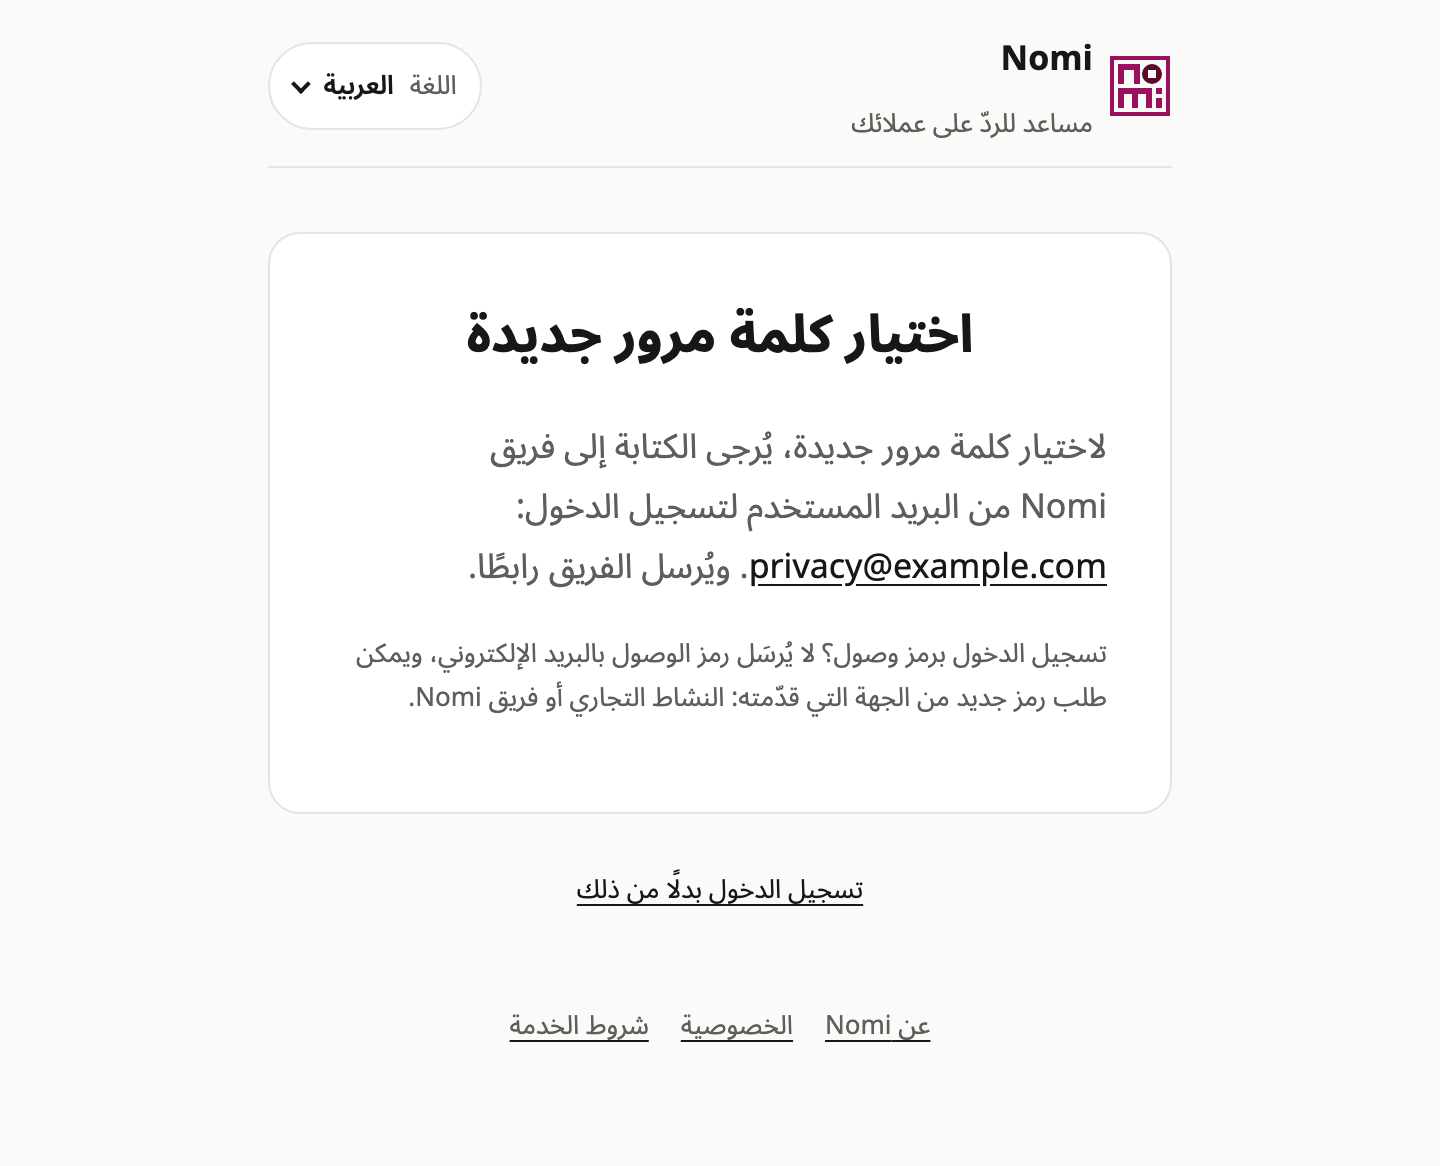 Nomi
مساعد للردّ على عملائك
اللغة العربية
اختيار كلمة مرور جديدة
لاختيار كلمة مرور جديدة، يُرجى الكتابة إلى فريق
Nomi من البريد المستخدم لتسجيل الدخول:
privacy@example.com. ويُرسل الفريق رابطًا.
تسجيل الدخول برمز وصول؟ لا يُرسَل رمز الوصول بالبريد الإلكتروني، ويمكن
طلب رمز جديد من الجهة التي قدّمته: النشاط التجاري أو فريق Nomi.
تسجيل الدخول بدلًا من ذلك
عن Nomi الخصوصية شروط الخدمة